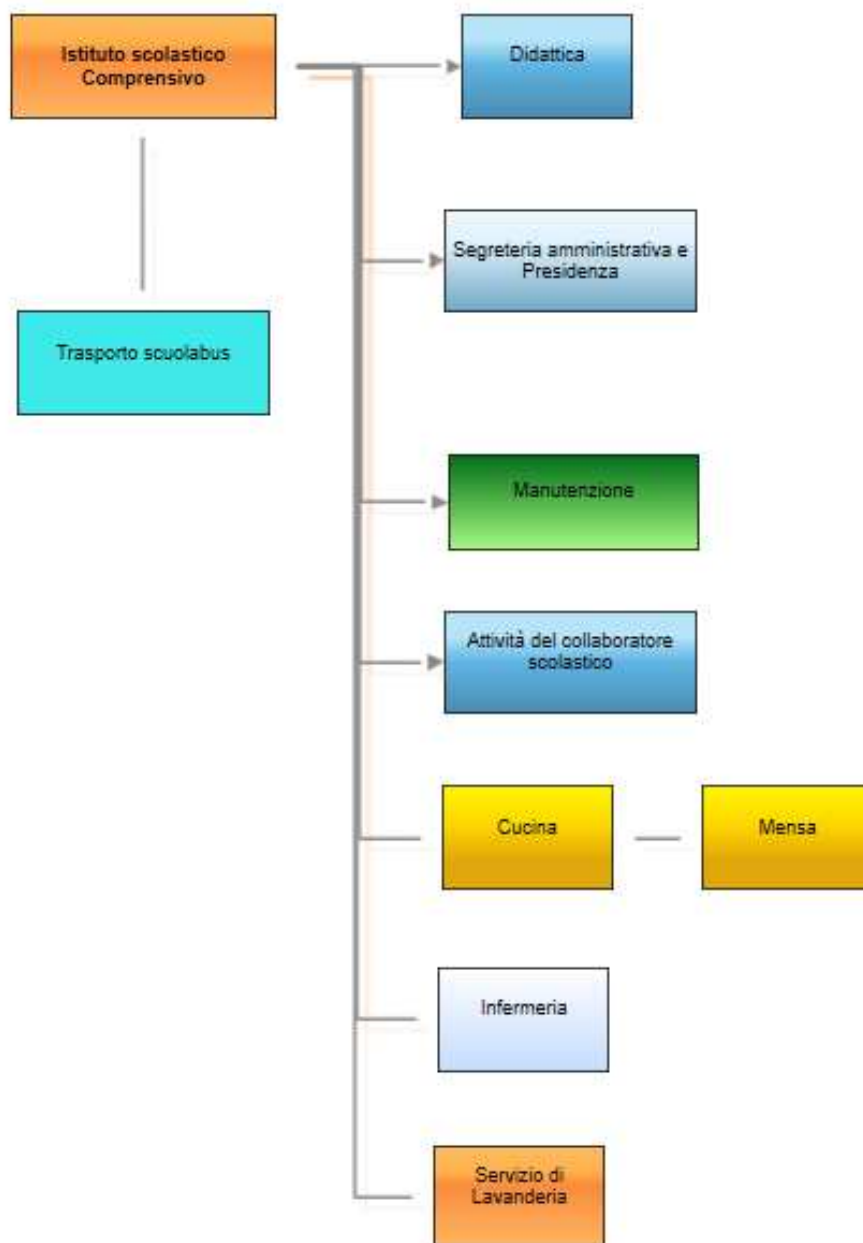 Istituto scolastico
Comprensivo
Didattica
Segreteria amministrativa e
Presidenza
Trasporto scuolabus
Manutenzione
Attività del collaboratore
scolastico
Cucina
Mensa
Infermeria
Servizio di
Lavanderia